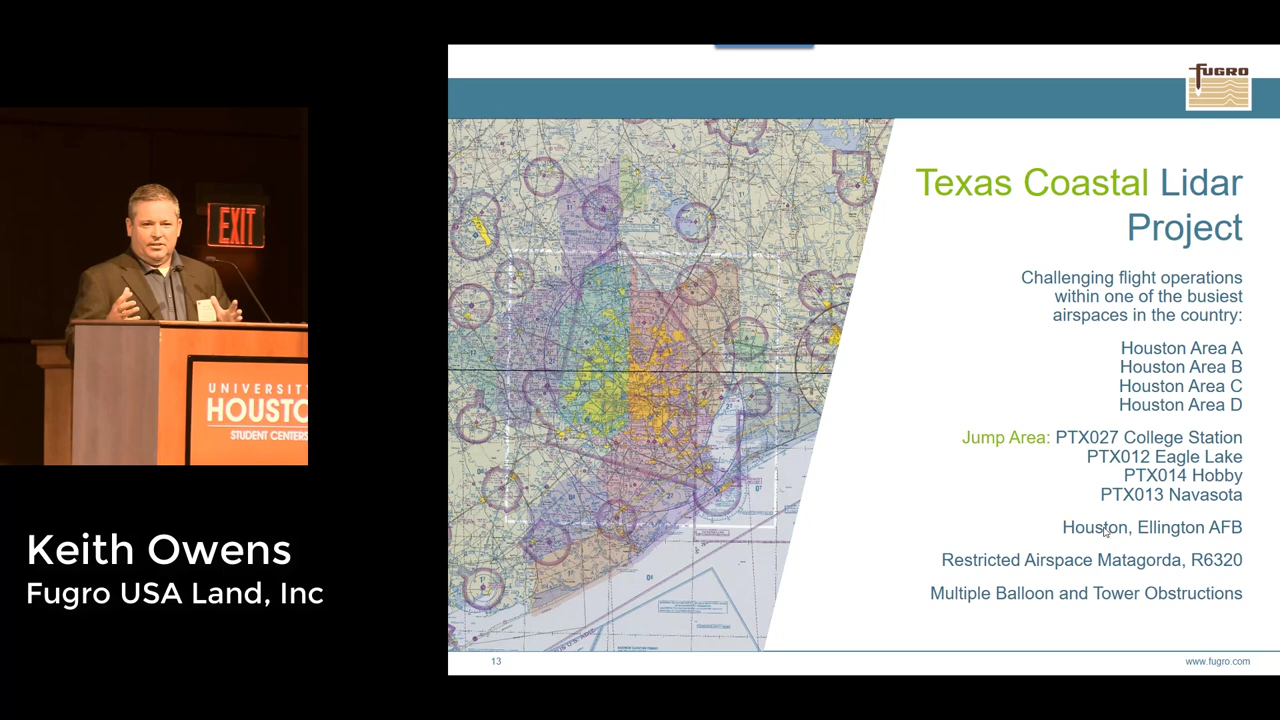 EXIT
UNIVERSIT
HOUSTO
STUDENT CENTERS
Keith Owens
Fugro USA Land, Inc
FUGRO
Texas Coastal Lidar
Project
Challenging flight operations
within one of the busiest
airspaces in the country:
Houston Area A
Houston Area B
Houston Area C
Houston Area D
Jump Area: PTX027 College Station
PTX012 Eagle Lake
PTX014 Hobby
PTX013 Navasota
Houston, Ellington AFB
Restricted Airspace Matagorda, R6320
Multiple Balloon and Tower Obstructions
13
www.fugro.com